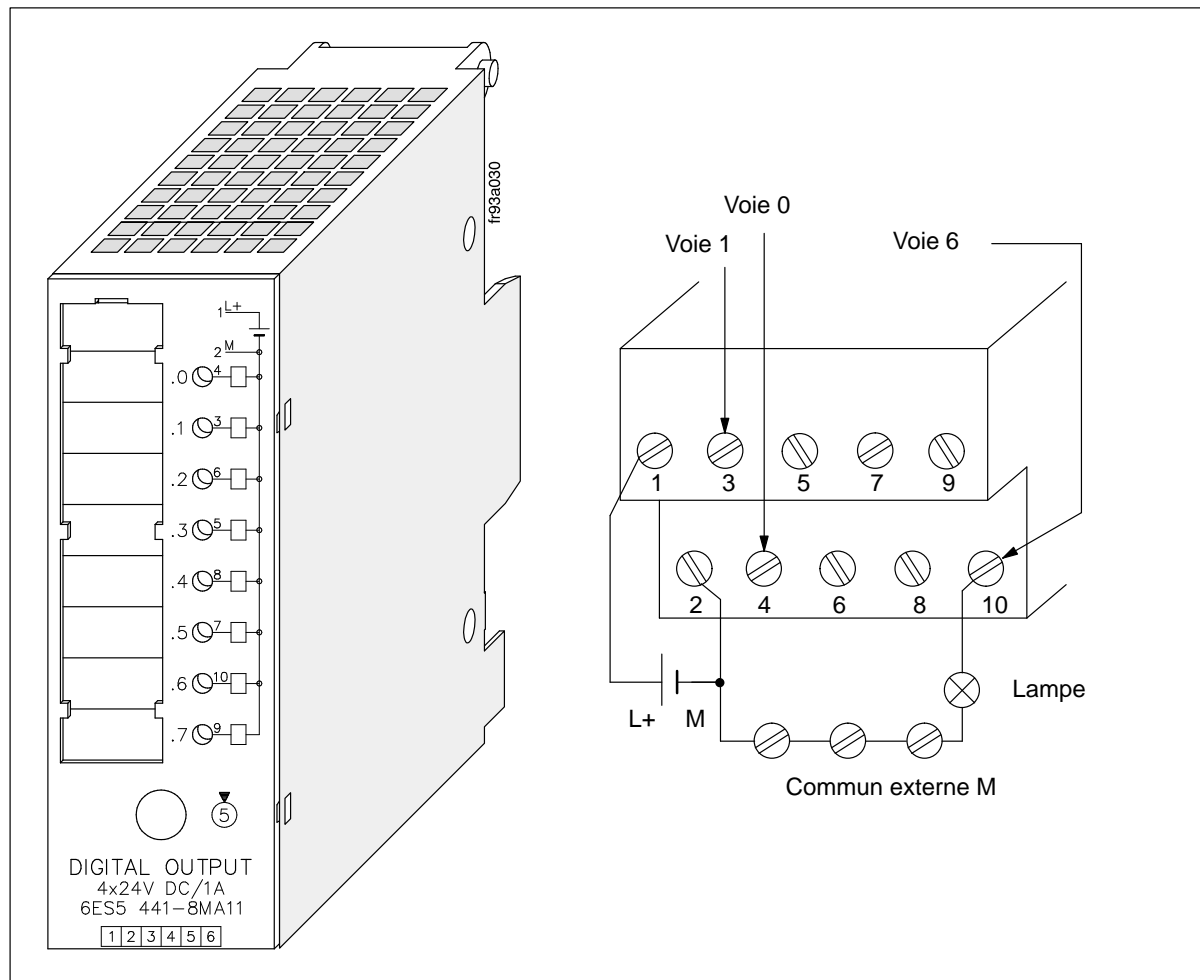 fr93a030
1 L+
2 M
.0 4
.1 3
.2 6
.3 5
.4 8
.5 7
.6 10
.7 9
5
DIGITAL OUTPUT
4x24V DC/1A
6ES5 441-8MA11
1 2 3 4 5 6
Voie 0
Voie 1
Voie 6
1 3 5 7 9
2 4 6 8 10
Lampe
L+ M
Commun externe M